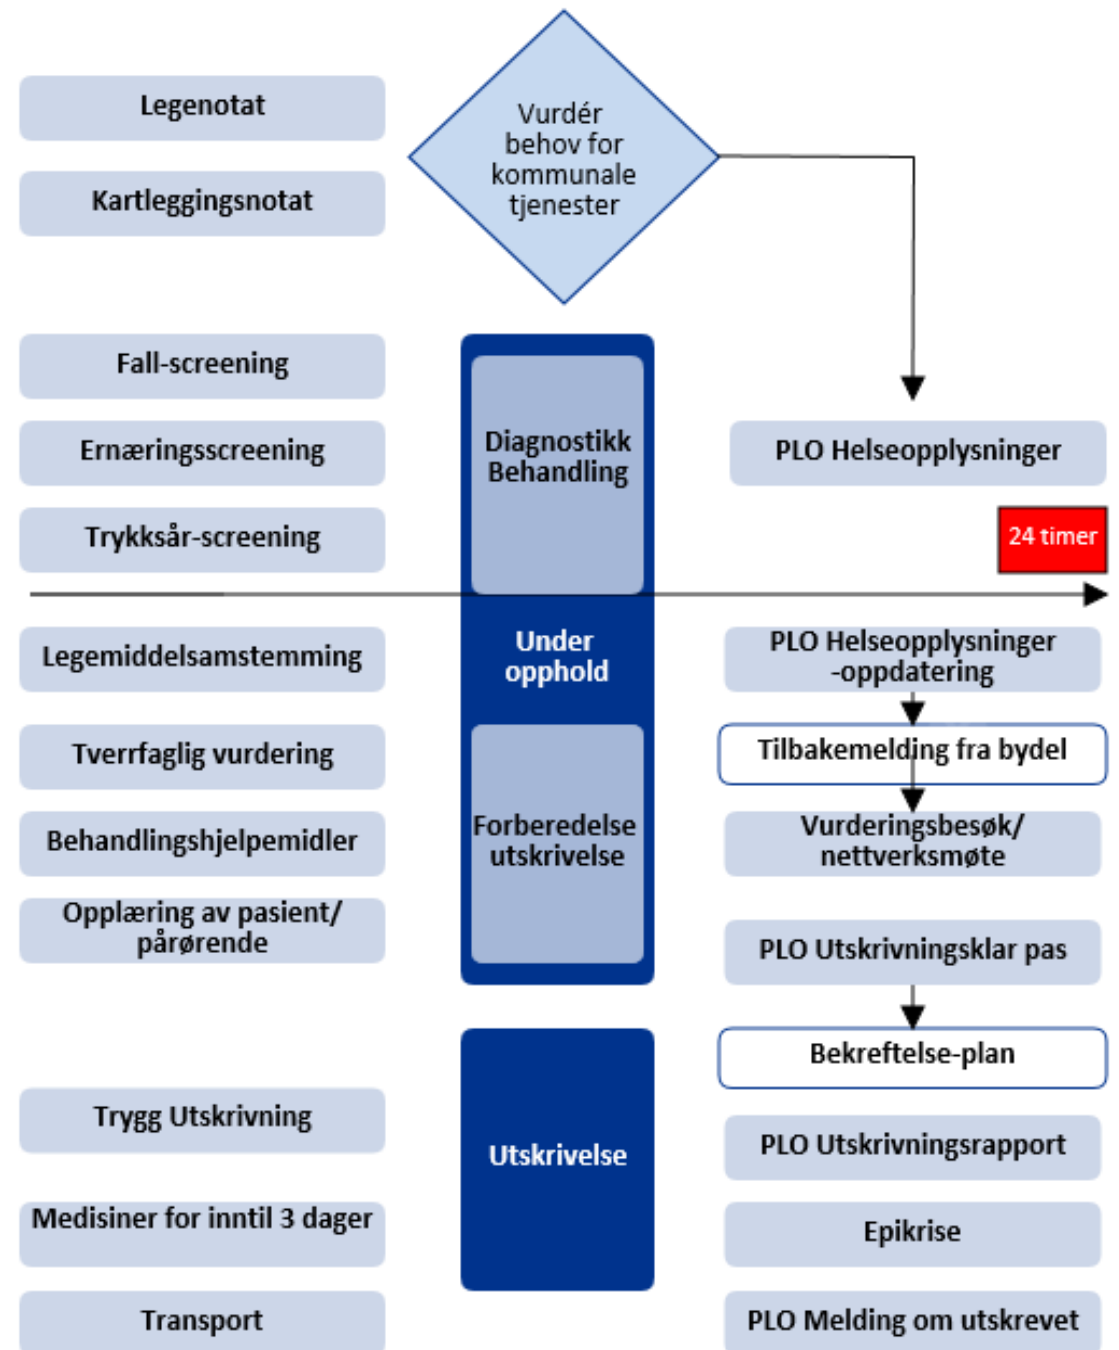 Legenotat
Kartleggingsnotat
Vurdér
behov for
kommunale
tjenester
Fall-screening
Ernæringsscreening
Trykksår-screening
Diagnostikk
Behandling
PLO Helseopplysninger
24 timer
Legemiddelsamstemming
Tverrfaglig vurdering
Behandlingshjelpemidler
Opplæring av pasient/
pårørende
Under
opphold
Forberedelse
utskrivelse
PLO Helseopplysninger
-oppdatering
Tilbakemelding fra bydel
Vurderingsbesøk/
nettverksmøte
PLO Utskrivningsklar pas
Bekreftelse-plan
Trygg Utskrivning
Medisiner for inntil 3 dager
Transport
Utskrivelse
PLO Utskrivningsrapport
Epikrise
PLO Melding om utskrevet